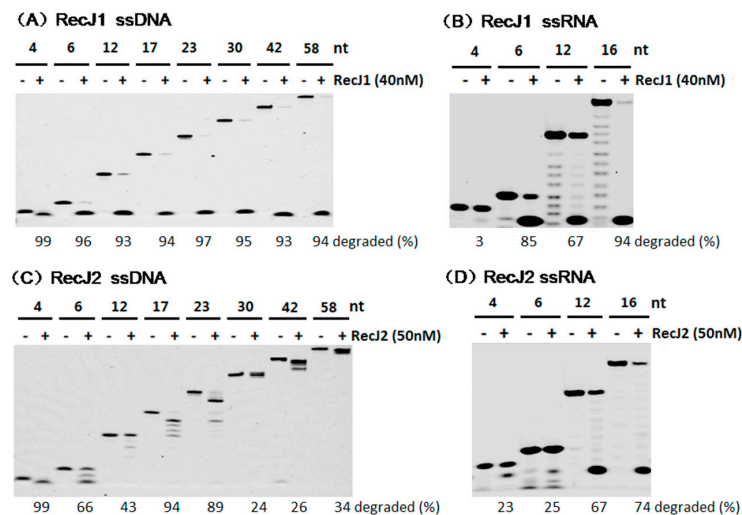 (A) RecJ1 ssDNA
4 6 12 17 23 30 42 58 nt
- + - + - + - + - + - + - + - + RecJ1 (40nM)
99 96 93 94 97 95 93 94 degraded (%)
(B) RecJ1 ssRNA
4 6 12 16 nt
- + - + - + - + RecJ1 (40nM)
3 85 67 94 degraded (%)
(C) RecJ2 ssDNA
4 6 12 17 23 30 42 58 nt
- + - + - + - + - + - + - + - + RecJ2 (50nM)
99 66 43 94 89 24 26 34 degraded (%)
(D) RecJ2 ssRNA
4 6 12 16 nt
- + - + - + - + RecJ2 (50nM)
23 25 67 74 degraded (%)